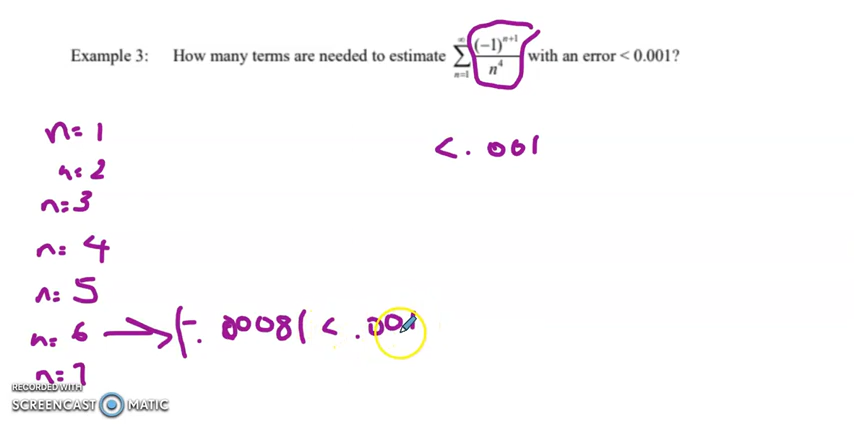 Example 3: How many terms are needed to estimate ∞ ∑ n=1 (−1)^{n+1} / n^4 with an error < 0.001?
n = 1
< . 001
n = 2
n = 3
n = 4
n = 5
n = 6 → |- . 0008| < . 001
n = 7
RECORDED WITH
SCREENCAST O MATIC